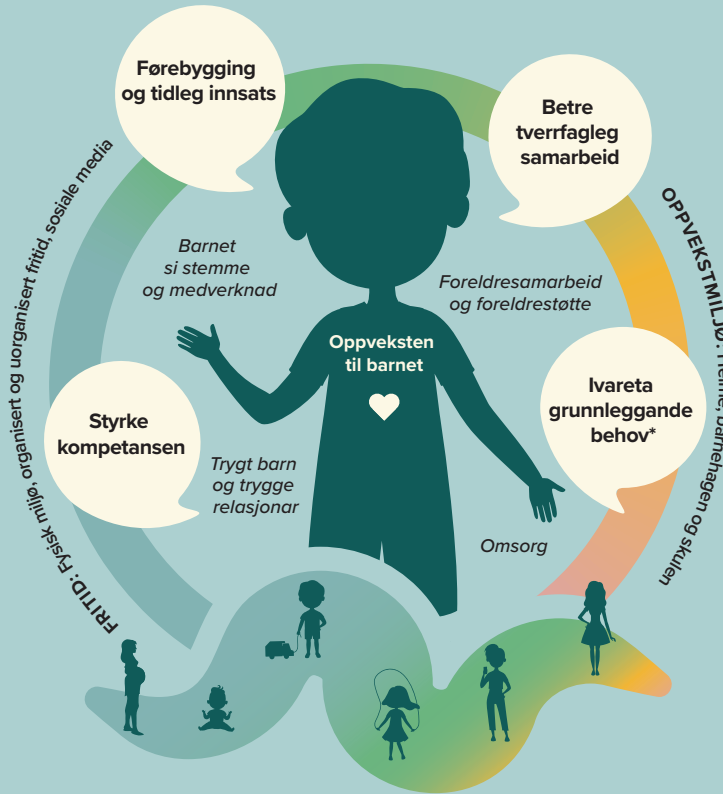 Førebygging
og tidleg innsats
Betre
tverrfagleg
samarbeid
Barnet
si stemme
og medverknad
Foreldresamarbeid
og foreldrestøtte
Oppveksten
til barnet
Styrke
kompetansen
Ivareta
grunnleggande
behov*
Trygt barn
og trygge
relasjonar
Omsorg
FRITID: Fysisk miljø, organisert og uorganisert fritid, sosiale media
OPPVEKSTMILJØ: barnehagen og skulen